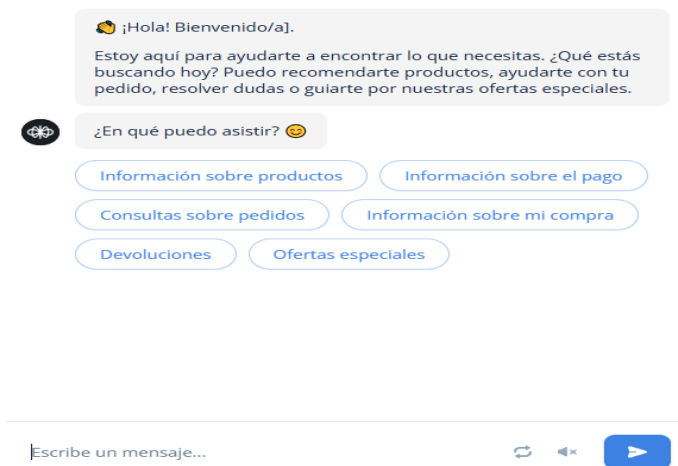 👏 ¡Hola! Bienvenido/a].
Estoy aquí para ayudarte a encontrar lo que necesitas. ¿Qué estás
buscando hoy? Puedo recomendarte productos, ayudarte con tu
pedido, resolver dudas o guiarte por nuestras ofertas especiales.
¿En qué puedo asistir? 😊
Información sobre productos
Información sobre el pago
Consultas sobre pedidos
Información sobre mi compra
Devoluciones
Ofertas especiales
Escribe un mensaje...